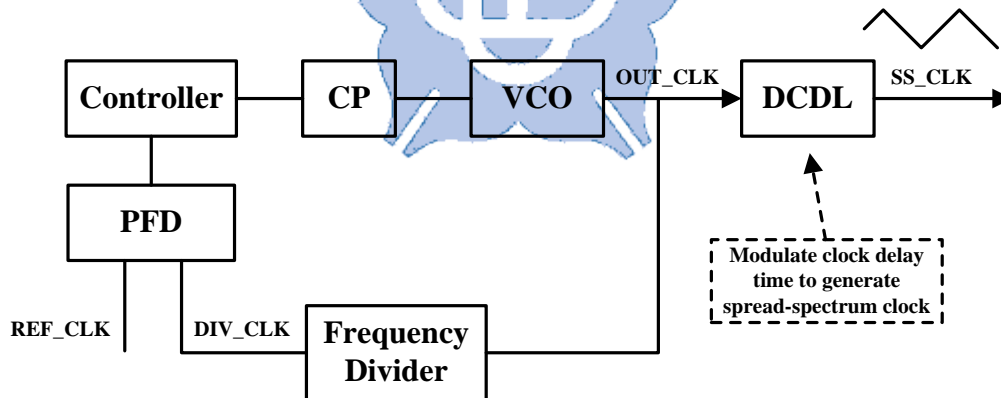 OUT_CLK
SS_CLK
Controller
CP
VCO
DCDL
PFD
Modulate clock delay
time to generate
spread-spectrum clock
REF_CLK
DIV_CLK
Frequency
Divider